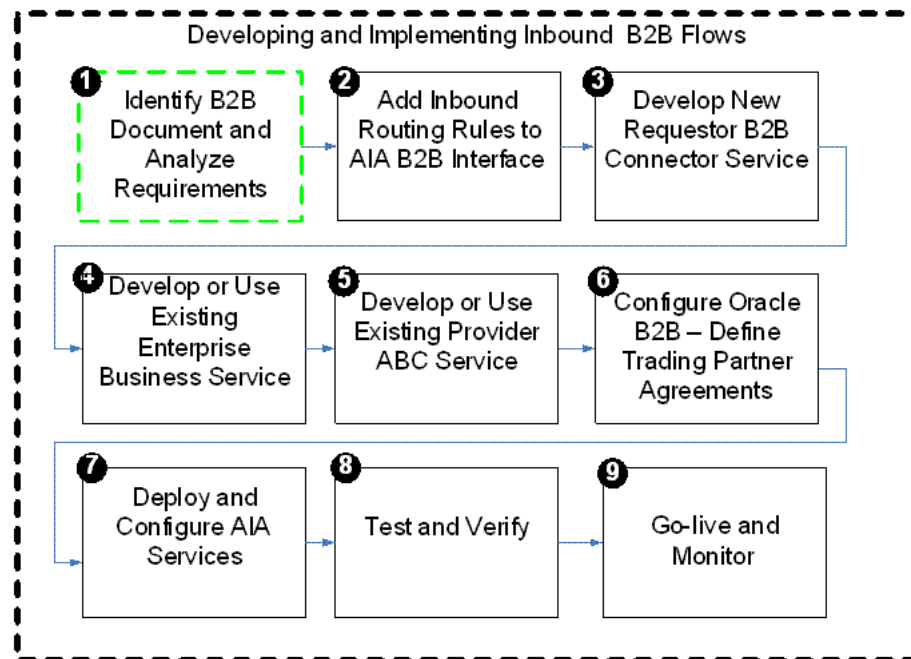 Developing and Implementing Inbound B2B Flows
1
Identify B2B
Document and
Analyze
Requirements
2
Add Inbound
Routing Rules to
AIA B2B Interface
3
Develop New
Requestor B2B
Connector Service
4
Develop or Use
Existing
Enterprise
Business Service
5
Develop or Use
Existing Provider
ABC Service
6
Configure Oracle
B2B – Define
Trading Partner
Agreements
7
Deploy and
Configure AIA
Services
8
Test and Verify
9
Go-live and
Monitor